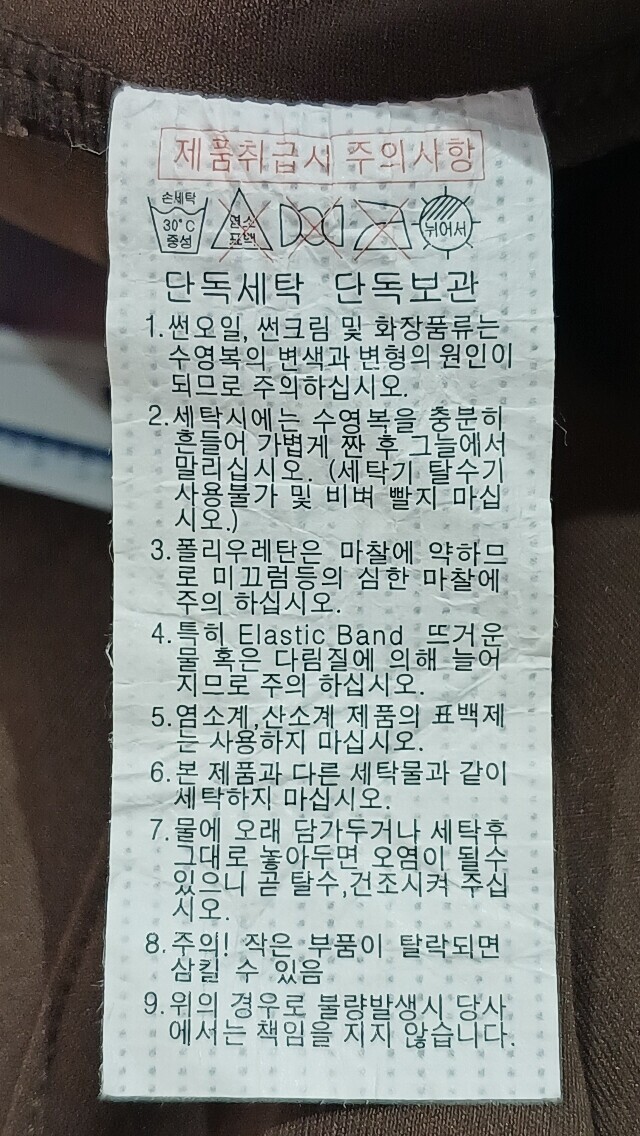 제품취급시 주의사항
손세탁
30°C
중성
염소
표백
뉘어서
단독세탁 단독보관
1. 썬오일, 썬크림 및 화장품류는
수영복의 변색과 변형의 원인이
되므로 주의하십시오.
2. 세탁시에는 수영복을 충분히
흔들어 가볍게 짠 후 그늘에서
말리십시오. (세탁기 탈수기
사용불가 및 비벼 빨지 마십
시오.)
3. 폴리우레탄은 마찰에 약하므
로 미끄럼등의 심한 마찰에
주의 하십시오.
4. 특히 Elastic Band 뜨거운
물 혹은 다림질에 의해 늘어
지므로 주의 하십시오.
5. 염소계,산소계 제품의 표백제
는 사용하지 마십시오.
6. 본 제품과 다른 세탁물과 같이
세탁하지 마십시오.
7. 물에 오래 담가두거나 세탁후
그대로 놓아두면 오염이 될수
있으니 곧 탈수,건조시켜 주십
시오.
8. 주의! 작은 부품이 탈락되면
삼킬 수 있음
9. 위의 경우로 불량발생시 당사
에서는 책임을 지지 않습니다.